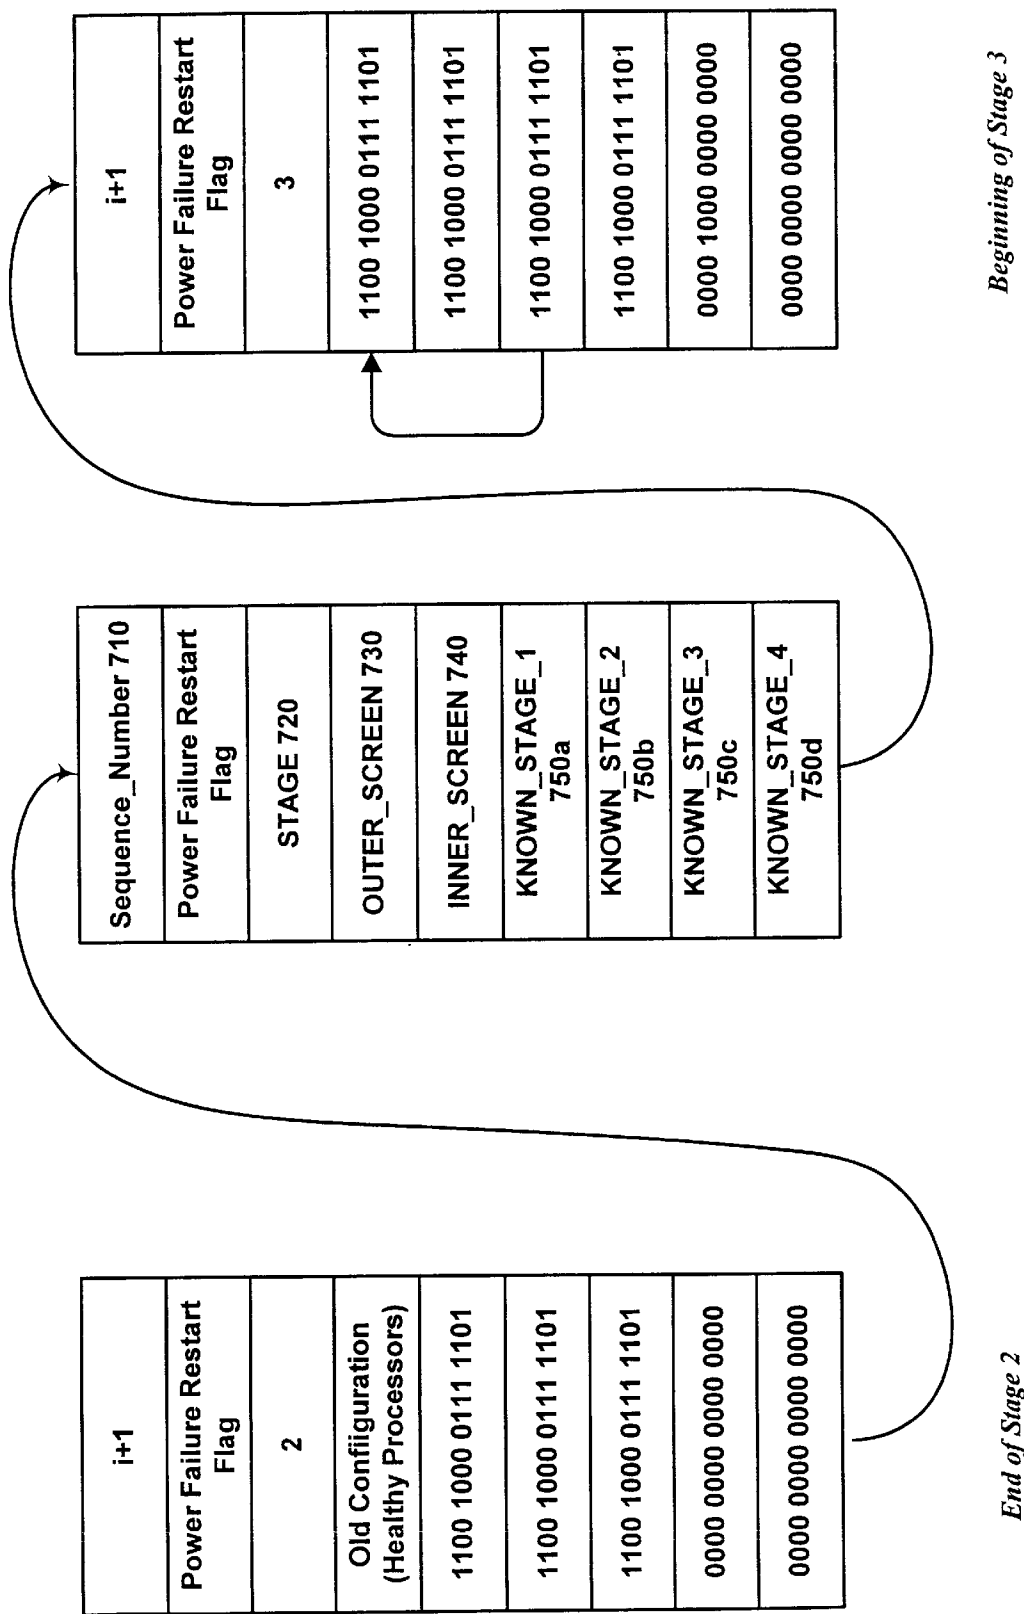 i+1
Power Failure Restart
Flag
2
Old Confiiguration
(Healthy Processors)
1100 1000 0111 1101
1100 1000 0111 1101
1100 1000 0111 1101
0000 0000 0000 0000
0000 0000 0000 0000
End of Stage 2
Sequence_Number 710
Power Failure Restart
Flag
STAGE 720
OUTER_SCREEN 730
INNER_SCREEN 740
KNOWN_STAGE_1
750a
KNOWN_STAGE_2
750b
KNOWN_STAGE_3
750c
KNOWN_STAGE_4
750d
i+1
Power Failure Restart
Flag
3
1100 1000 0111 1101
1100 1000 0111 1101
1100 1000 0111 1101
1100 1000 0111 1101
0000 1000 0000 0000
0000 0000 0000 0000
Beginning of Stage 3